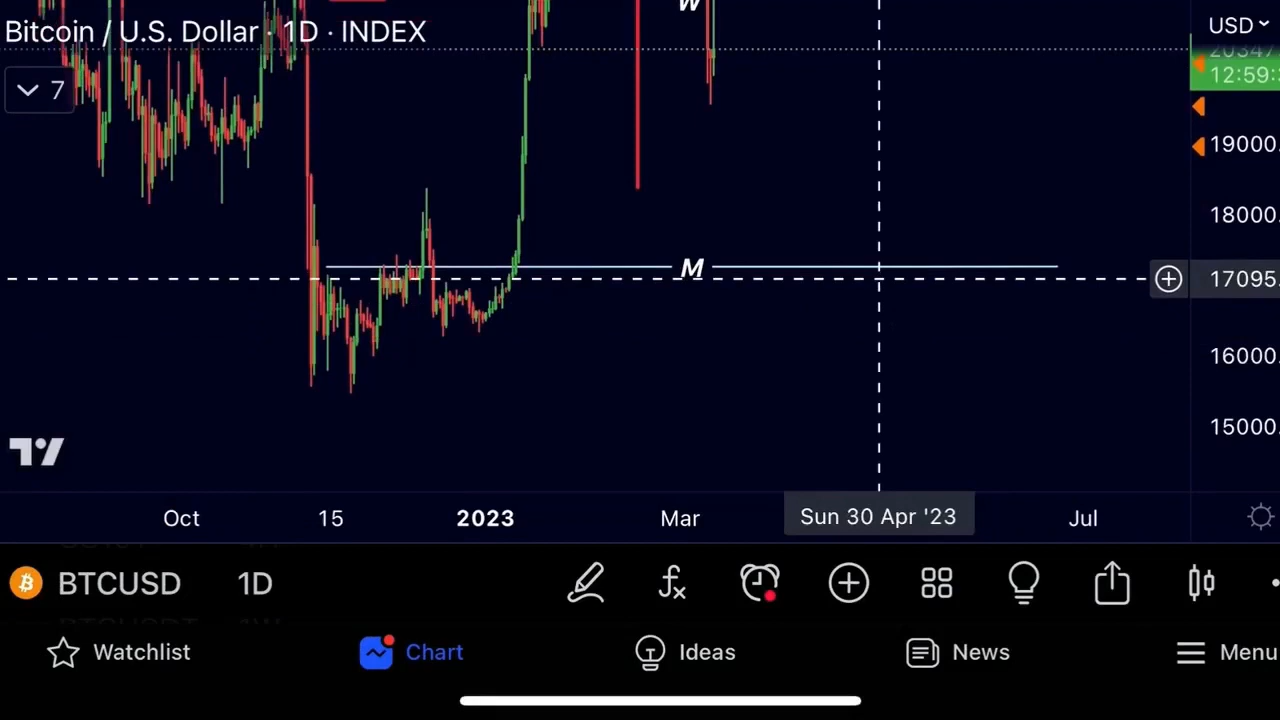 W
Bitcoin / U.S. Dollar · 1D · INDEX
USD
20347
12:59:
7
19000.
18000.
M
17095.
16000.
15000.
Oct 15 2023 Mar Sun 30 Apr '23 Jul
BTCUSD 1D
Watchlist Chart Ideas News Menu